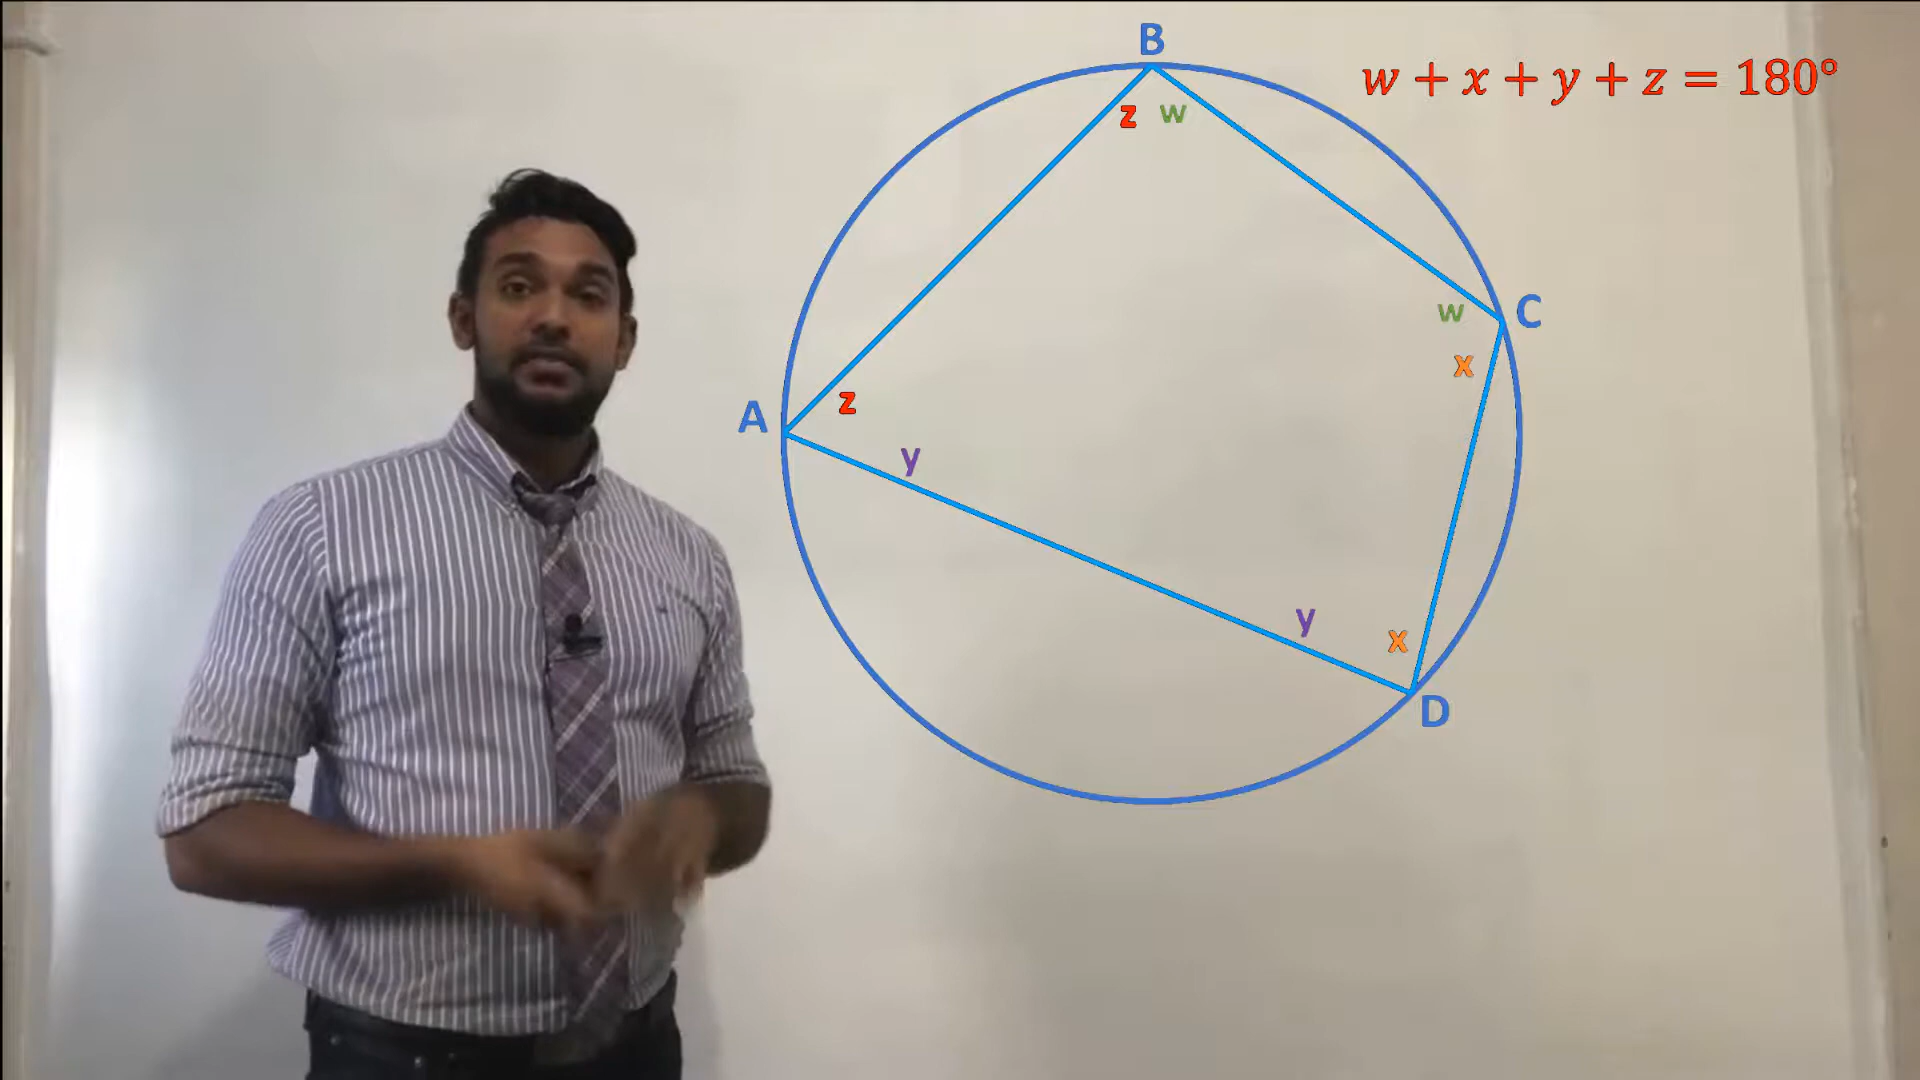 B
w + x + y + z = 180°
z w
w C
x
A z
y
y x
D